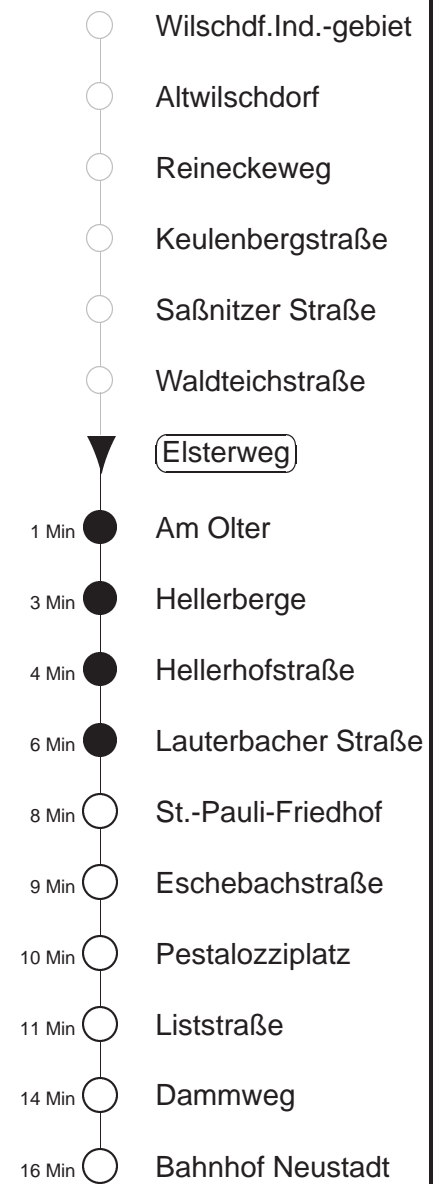 Wilschdf.Ind.-gebiet
Altwilschdorf
Reineckeweg
Keulenbergstraße
Saßnitzer Straße
Waldteichstraße
Elsterweg
1 Min Am Olter
3 Min Hellerberge
4 Min Hellerhofstraße
6 Min Lauterbacher Straße
8 Min St.-Pauli-Friedhof
9 Min Eschebachstraße
10 Min Pestalozziplatz
11 Min Liststraße
14 Min Dammweg
16 Min Bahnhof Neustadt